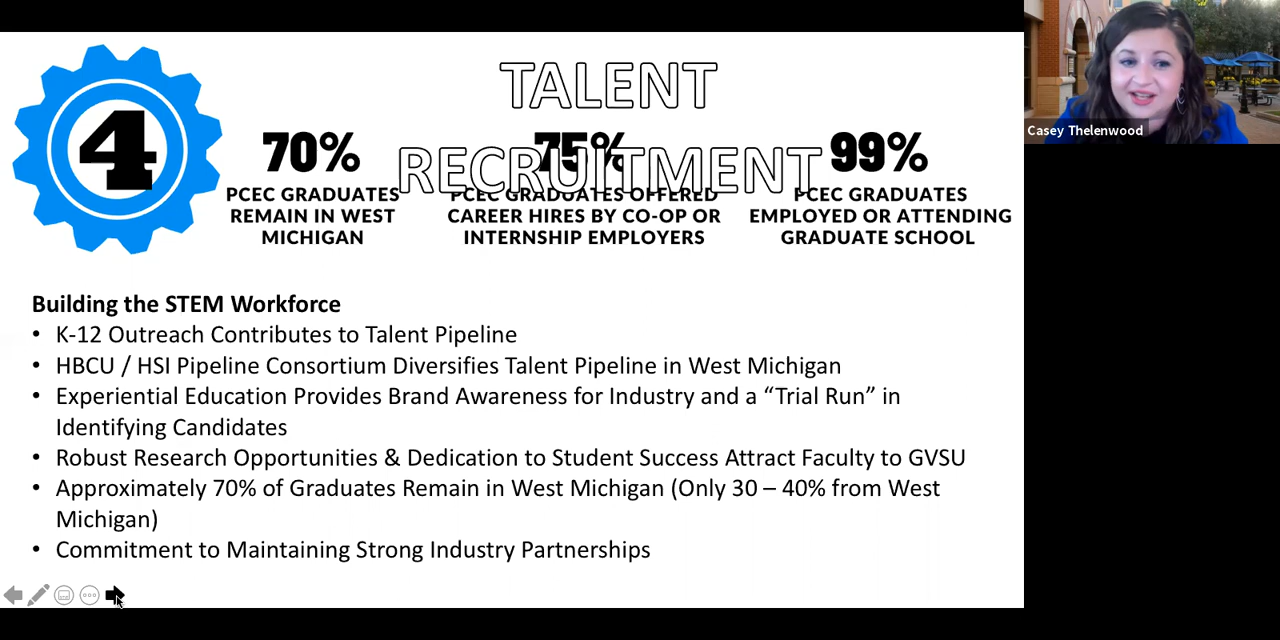 4
TALENT
RECRUITMENT
70%
PCEC GRADUATES
REMAIN IN WEST
MICHIGAN
75%
PCEC GRADUATES OFFERED
CAREER HIRES BY CO-OP OR
INTERNSHIP EMPLOYERS
99%
PCEC GRADUATES
EMPLOYED OR ATTENDING
GRADUATE SCHOOL
Building the STEM Workforce
• K-12 Outreach Contributes to Talent Pipeline
• HBCU / HSI Pipeline Consortium Diversifies Talent Pipeline in West Michigan
• Experiential Education Provides Brand Awareness for Industry and a “Trial Run” in
Identifying Candidates
• Robust Research Opportunities & Dedication to Student Success Attract Faculty to GVSU
• Approximately 70% of Graduates Remain in West Michigan (Only 30 – 40% from West
Michigan)
• Commitment to Maintaining Strong Industry Partnerships
Casey Thelenwood